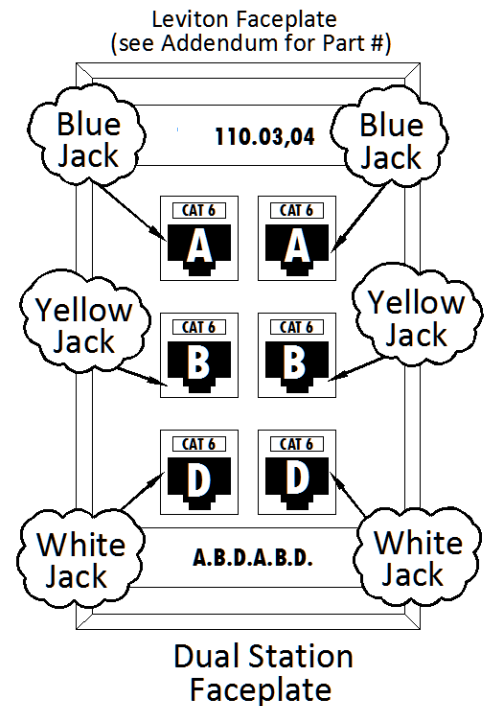 Leviton Faceplate
(see Addendum for Part #)
Blue
Jack
110.03,04
Blue
Jack
CAT 6
A
CAT 6
A
Yellow
Jack
CAT 6
B
CAT 6
B
Yellow
Jack
CAT 6
D
CAT 6
D
White
Jack
A.B.D.A.B.D.
White
Jack
Dual Station
Faceplate